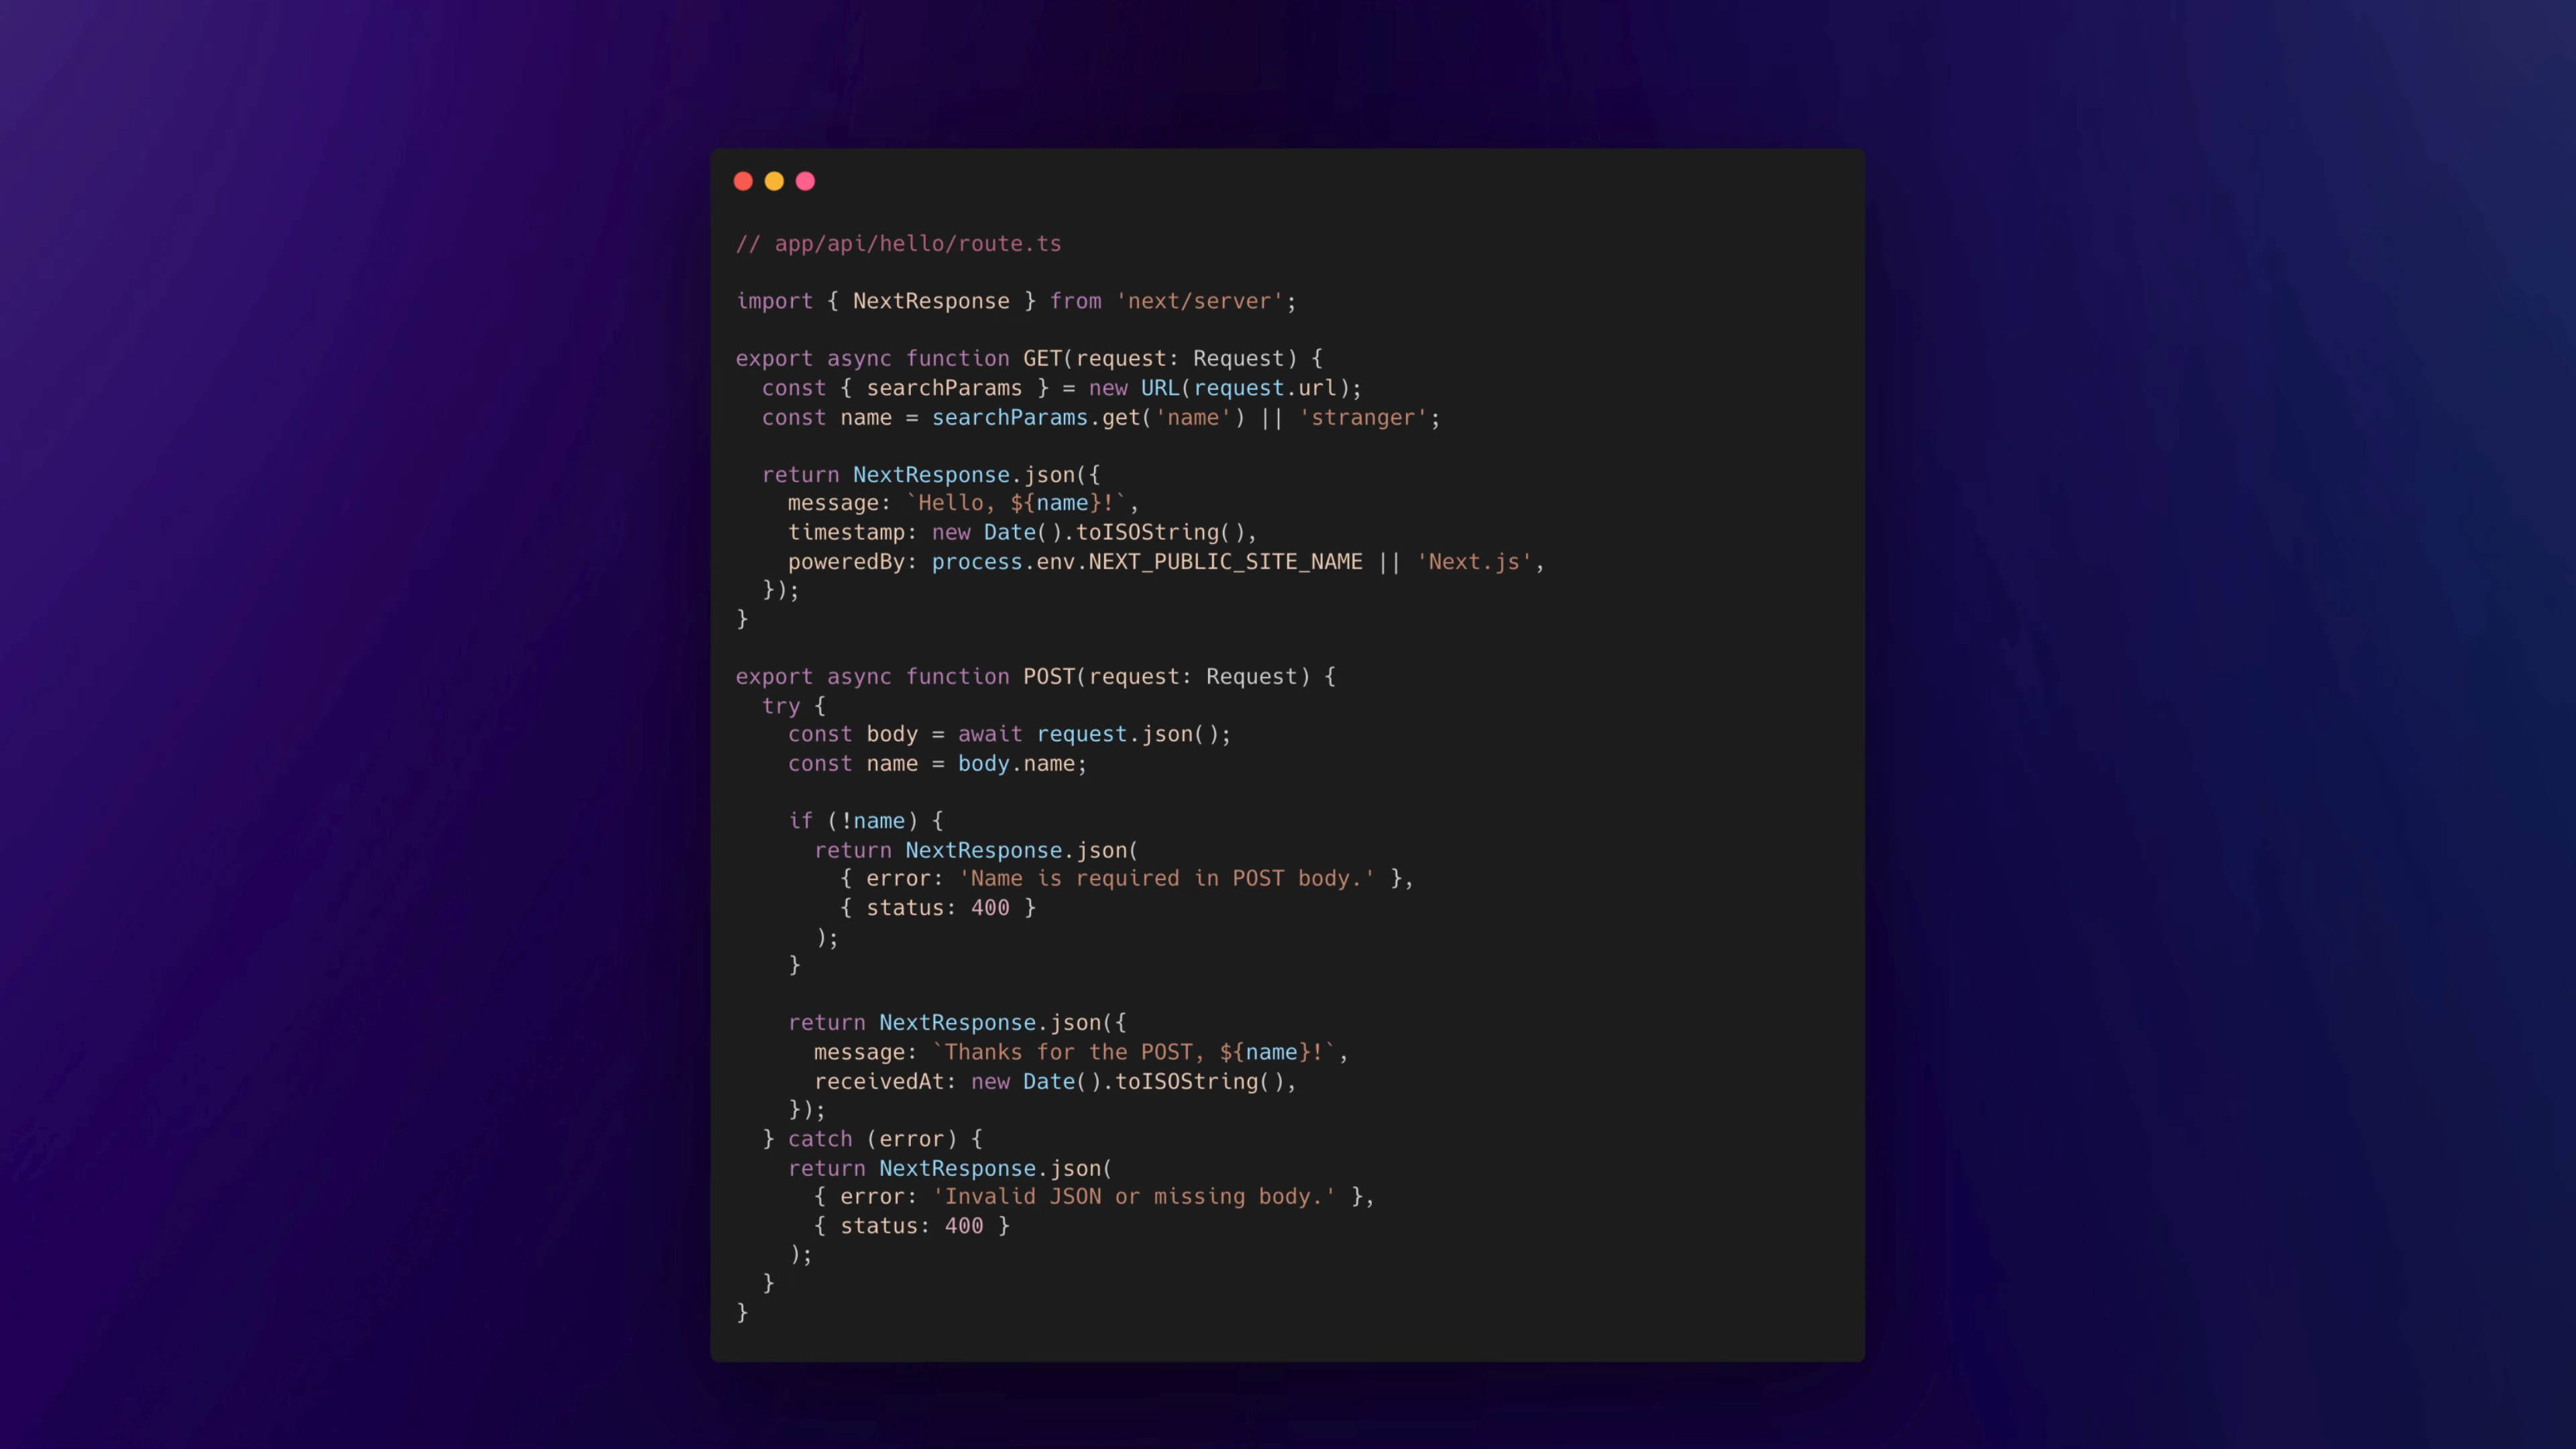 // app/api/hello/route.ts

import { NextResponse } from 'next/server';

export async function GET(request: Request) {
  const { searchParams } = new URL(request.url);
  const name = searchParams.get('name') || 'stranger';

  return NextResponse.json({
    message: `Hello, ${name}!`,
    timestamp: new Date().toISOString(),
    poweredBy: process.env.NEXT_PUBLIC_SITE_NAME || 'Next.js',
  });
}

export async function POST(request: Request) {
  try {
    const body = await request.json();
    const name = body.name;

    if (!name) {
      return NextResponse.json(
        { error: 'Name is required in POST body.' },
        { status: 400 }
      );
    }

    return NextResponse.json({
      message: `Thanks for the POST, ${name}!`,
      receivedAt: new Date().toISOString(),
    });
  } catch (error) {
    return NextResponse.json(
      { error: 'Invalid JSON or missing body.' },
      { status: 400 }
    );
  }
}